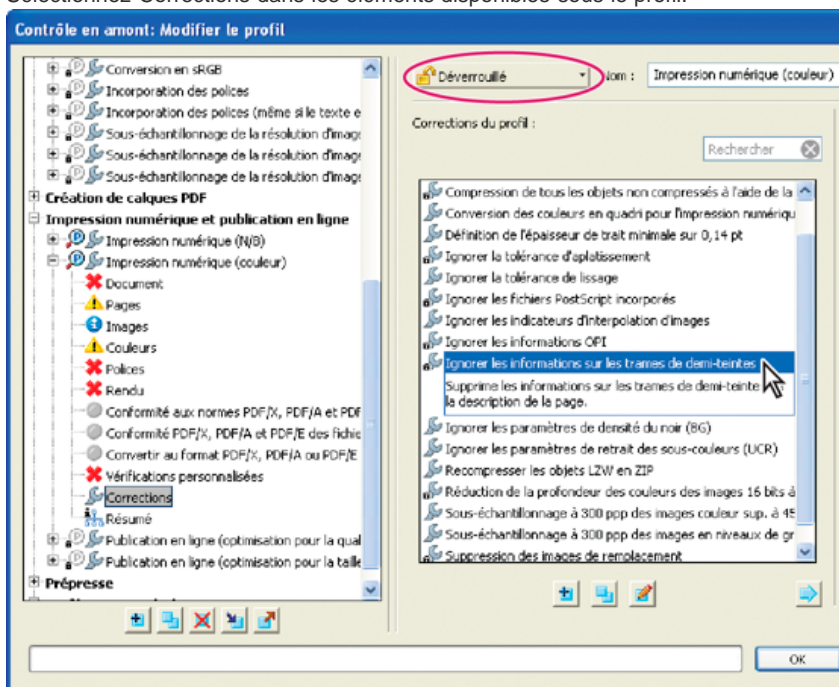 Sélectionnez Corrections dans les éléments disponibles sous le profil.
Contrôle en amont: Modifier le profil
Conversion en sRGB
Incorporation des polices
Incorporation des polices (même si le texte e
Sous-échantillonnage de la résolution d'image
Sous-échantillonnage de la résolution d'image
Sous-échantillonnage de la résolution d'image
Création de calques PDF
Impression numérique et publication en ligne
Impression numérique (N/B)
Impression numérique (couleur)
Document
Pages
Images
Couleurs
Polices
Rendu
Conformité aux normes PDF/X, PDF/A et PDF
Conformité PDF/X, PDF/A et PDF/E des fichie
Convertir au format PDF/X, PDF/A ou PDF/E
Vérifications personnalisées
Corrections
Résumé
Publication en ligne (optimisation pour la qual
Publication en ligne (optimisation pour la taille
Prépresse
Déverrouillé
Nom :
Impression numérique (couleur)
Corrections du profil :
Rechercher
Compression de tous les objets non compressés à l'aide de la
Conversion des couleurs en quadri pour l'impression numériqu
Définition de l'épaisseur de trait minimale sur 0,14 pt
Ignorer la tolérance d'aplatissement
Ignorer la tolérance de lissage
Ignorer les fichiers PostScript incorporés
Ignorer les indicateurs d'interpolation d'images
Ignorer les informations OPI
Ignorer les informations sur les trames de demi-teintes
Supprime les informations sur les trames de demi-teinte
la description de la page.
Ignorer les paramètres de densité du noir (BG)
Ignorer les paramètres de retrait des sous-couleurs (UCR)
Recompresser les objets LZW en ZIP
Réduction de la profondeur des couleurs des images 16 bits à
Sous-échantillonnage à 300 ppp des images couleur sup. à 45
Sous-échantillonnage à 300 ppp des images en niveaux de gr
Suppression des images de remplacement
OK